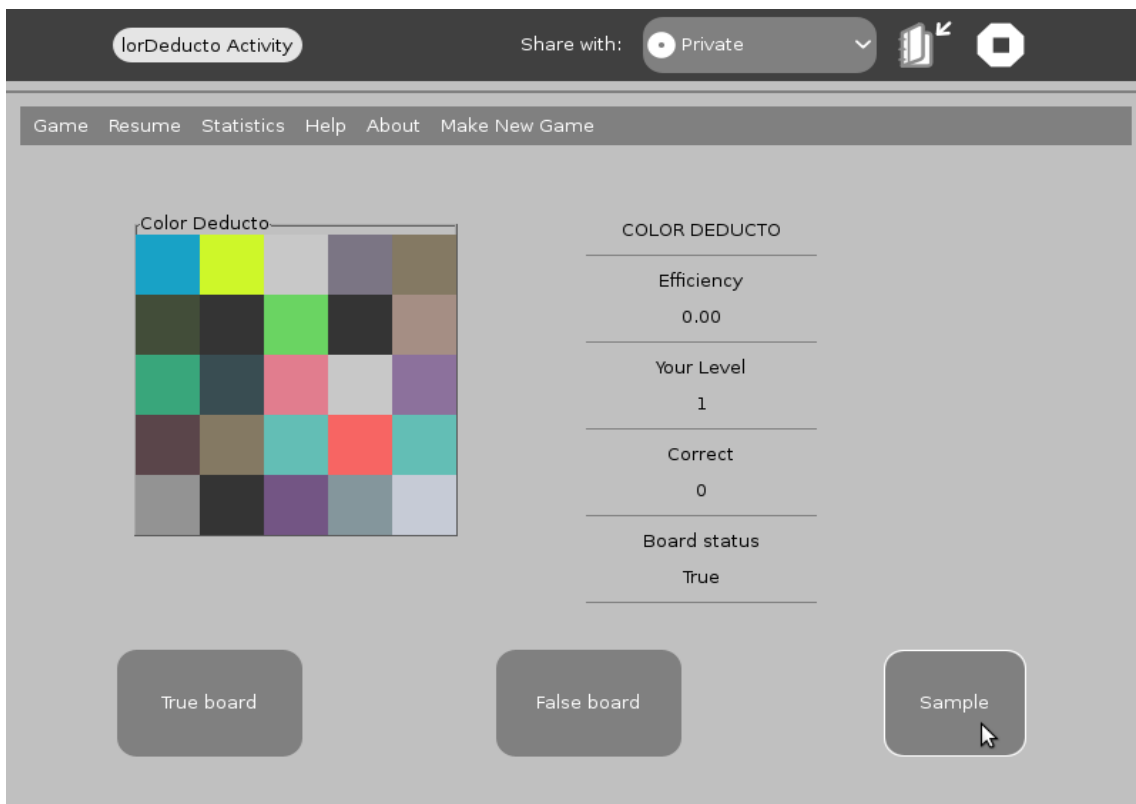 lorDeducto Activity
Share with:
Private
Game Resume Statistics Help About Make New Game
Color Deducto
COLOR DEDUCTO
Efficiency
0.00
Your Level
1
Correct
0
Board status
True
True board
False board
Sample